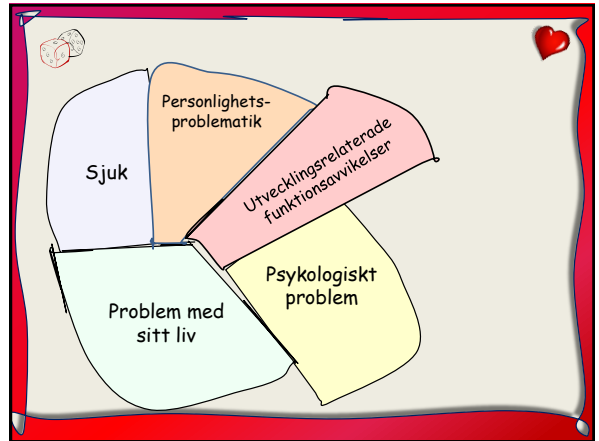 Personlighets-
problematik
Sjuk
Utvecklingsrelaterade
funktionsavvikelser
Psykologiskt
problem
Problem med
sitt liv